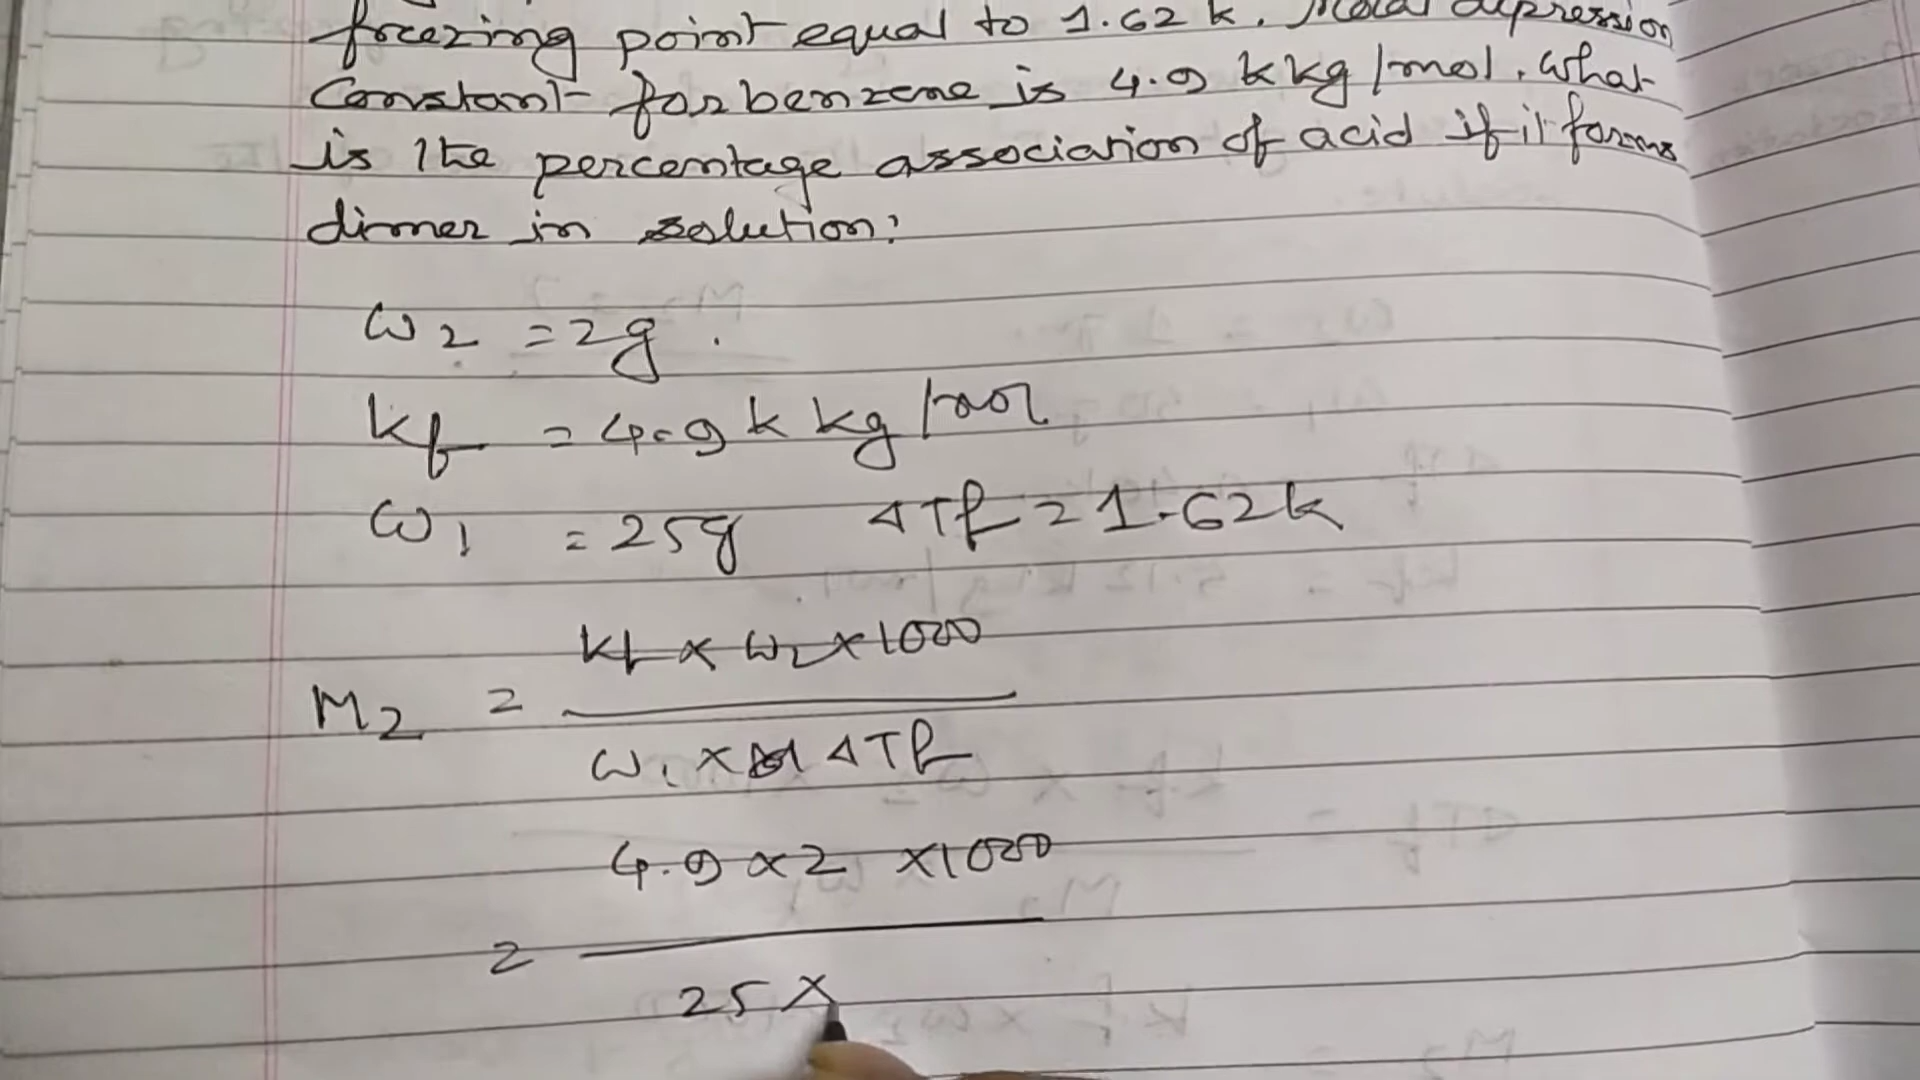 freezing point equal to 1.62 k. Molal depression
Constant for benzene is 4.9 k kg/mol. What
is the percentage association of acid if it forms
dimer in solution?
W2 = 2g.
kf = 4.9 k kg/mol
W1 = 25g ΔTf = 1.62k
M2 = kf × W2 × 1000
W1 × ΔTf
= 4.9 × 2 × 1000
25 ×